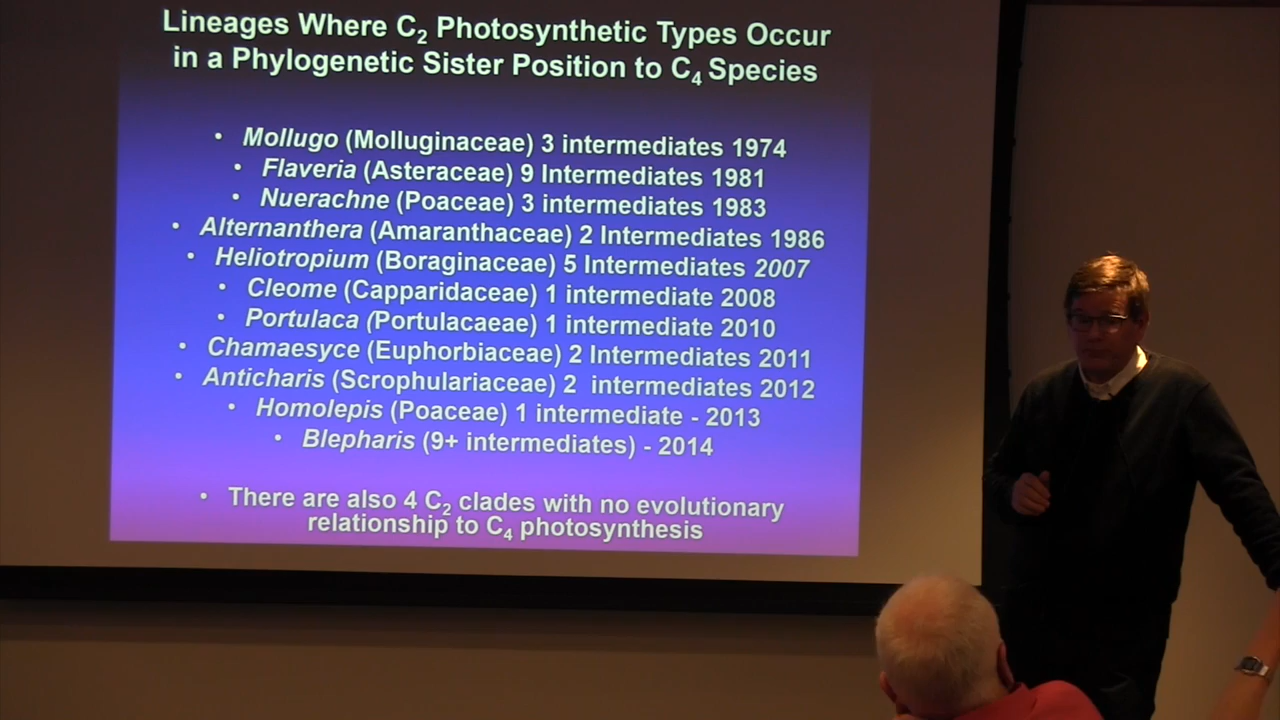 Lineages Where C₂ Photosynthetic Types Occur
in a Phylogenetic Sister Position to C₄ Species
• Mollugo (Molluginaceae) 3 intermediates 1974
• Flaveria (Asteraceae) 9 Intermediates 1981
• Nuerachne (Poaceae) 3 intermediates 1983
• Alternanthera (Amaranthaceae) 2 Intermediates 1986
• Heliotropium (Boraginaceae) 5 Intermediates 2007
• Cleome (Capparidaceae) 1 intermediate 2008
• Portulaca (Portulacaeae) 1 intermediate 2010
• Chamaesyce (Euphorbiaceae) 2 Intermediates 2011
• Anticharis (Scrophulariaceae) 2 intermediates 2012
• Homolepis (Poaceae) 1 intermediate - 2013
• Blepharis (9+ intermediates) - 2014
• There are also 4 C₂ clades with no evolutionary
relationship to C₄ photosynthesis